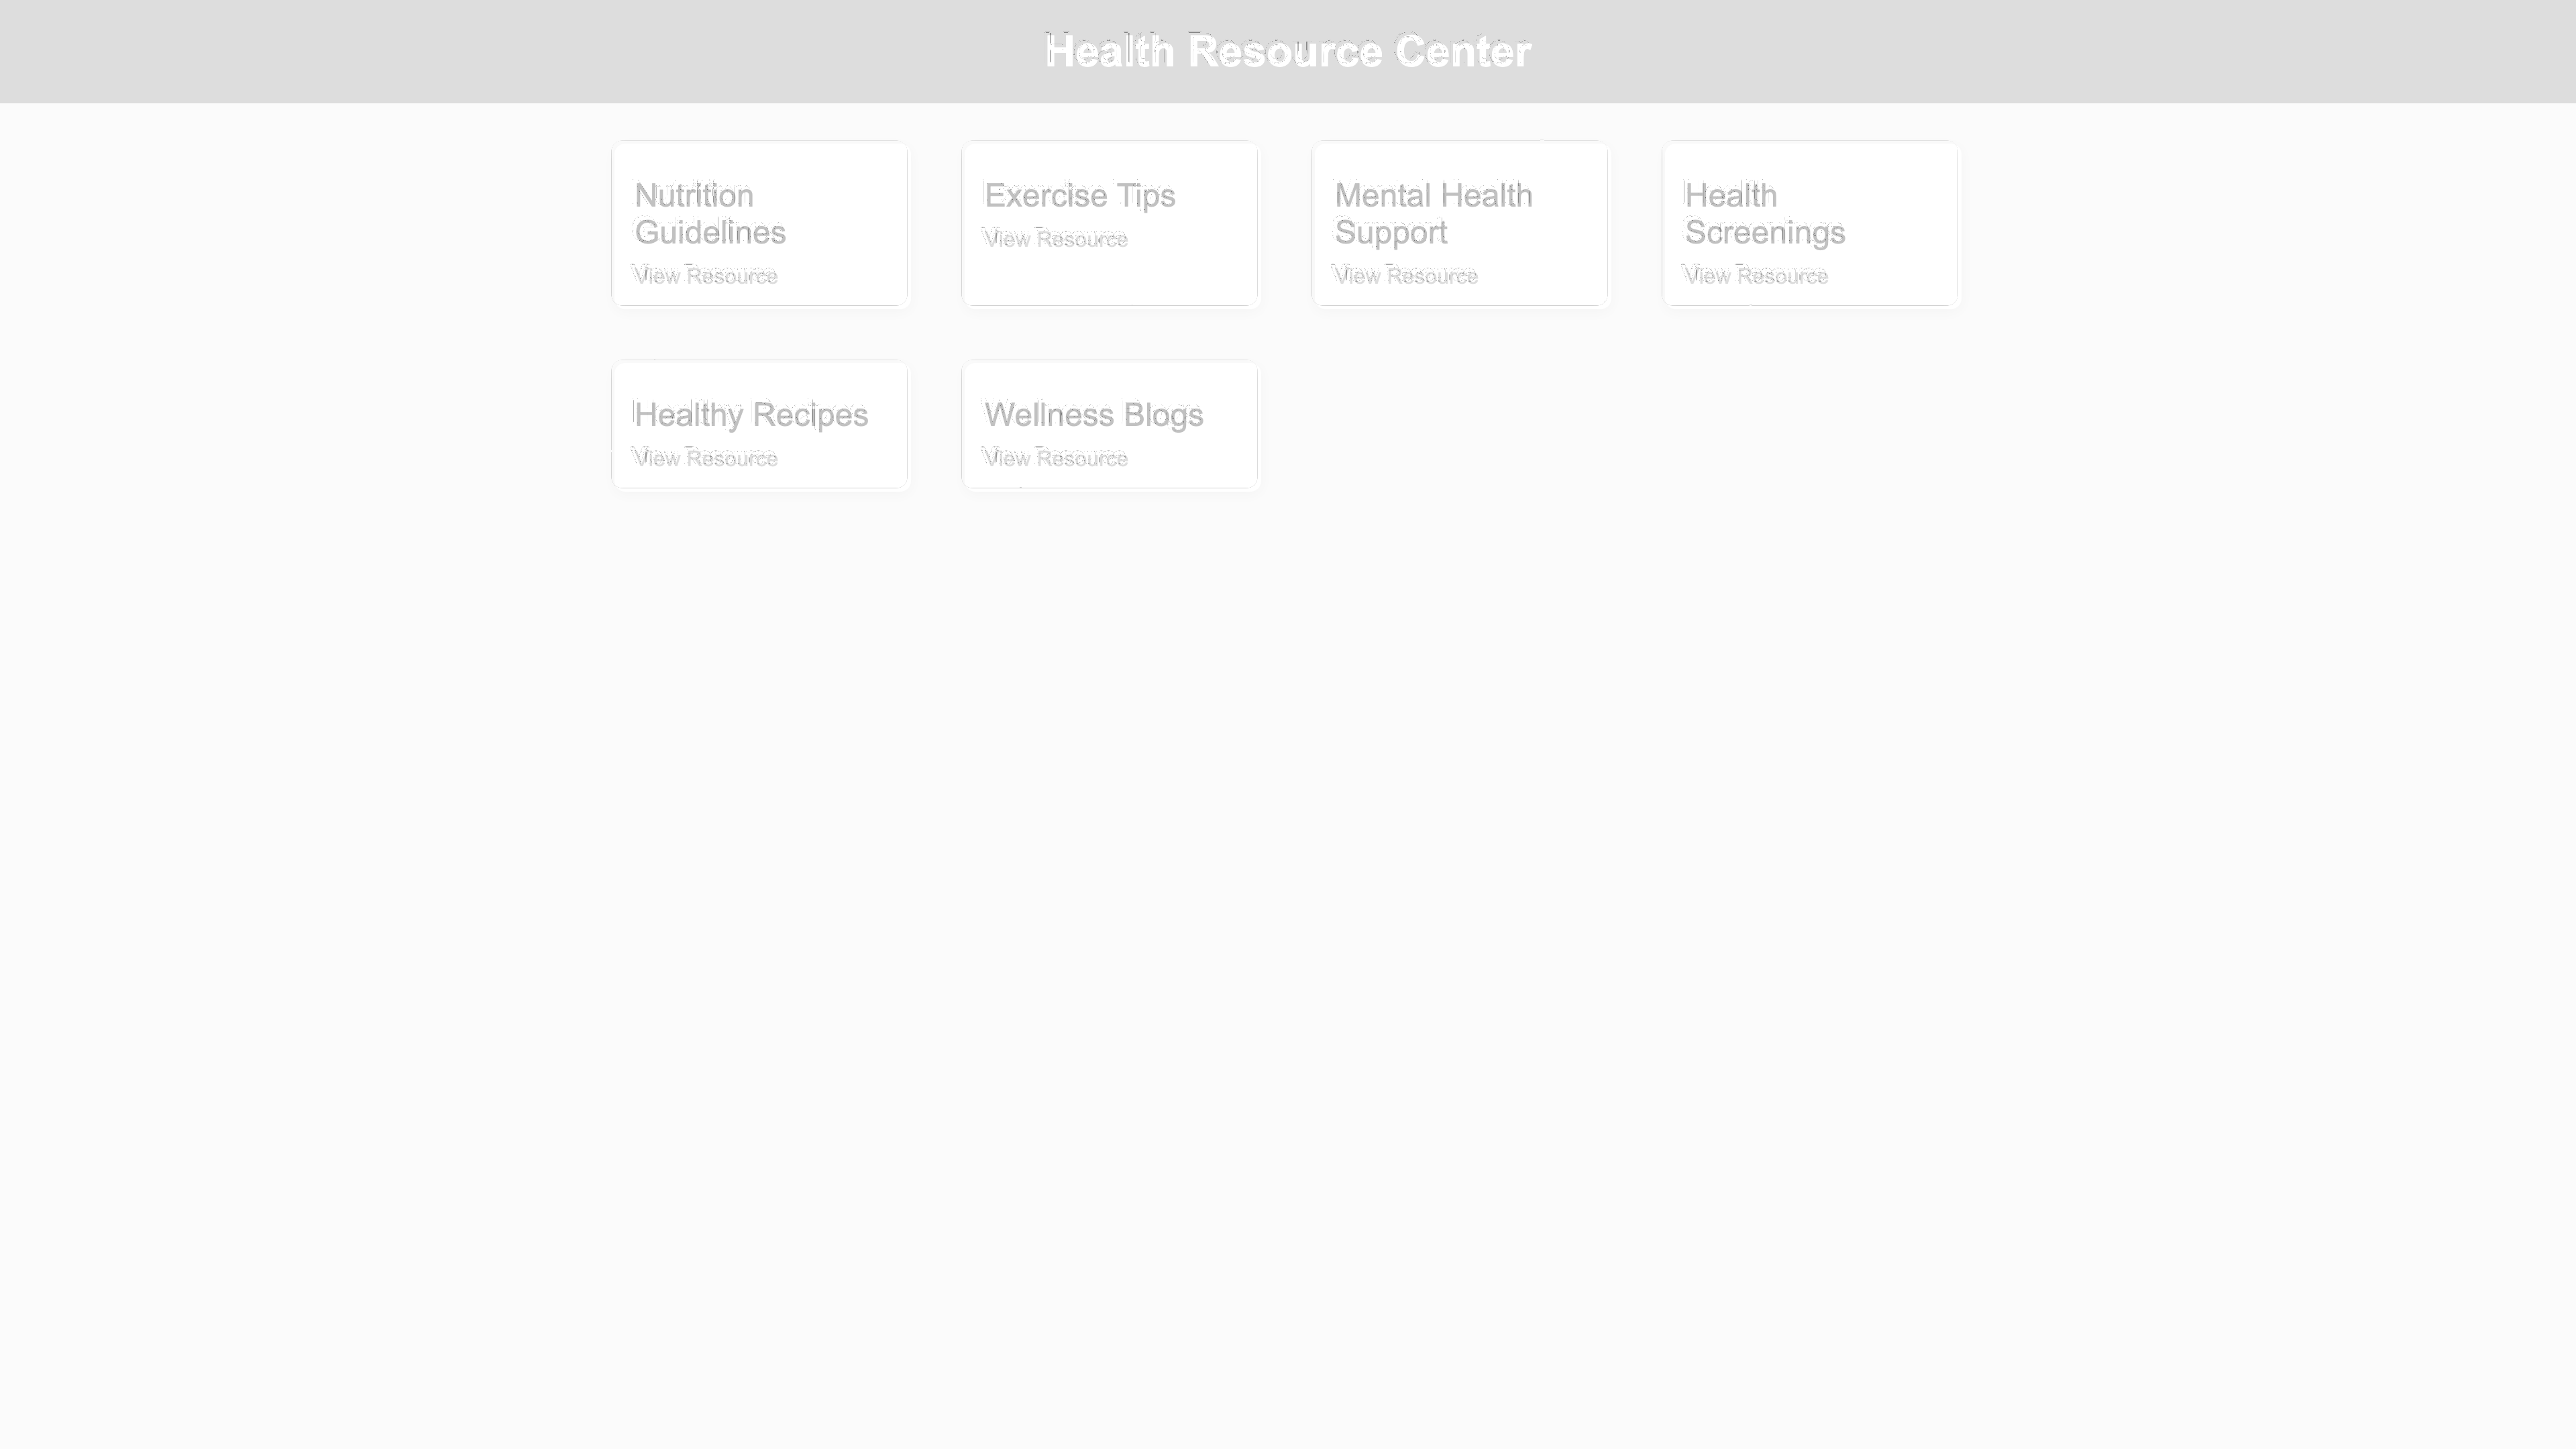 Health Resource Center
Nutrition
Guidelines
View Resource
Exercise Tips
View Resource
Mental Health
Support
View Resource
Health
Screenings
View Resource
Healthy Recipes
View Resource
Wellness Blogs
View Resource